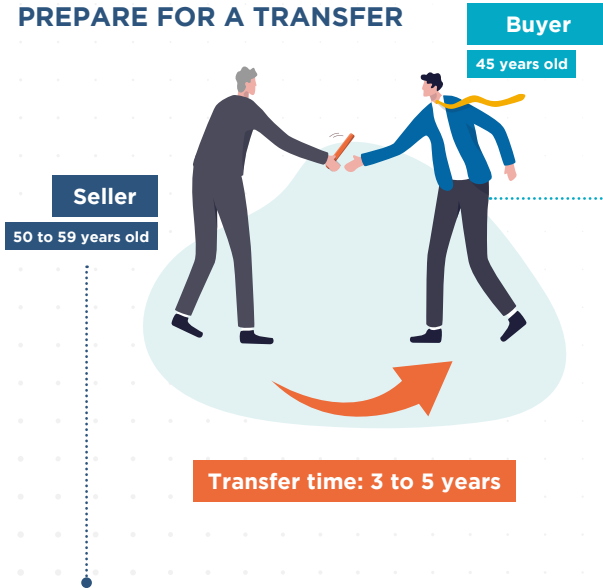 PREPARE FOR A TRANSFER
Buyer
45 years old
Seller
50 to 59 years old
Transfer time: 3 to 5 years